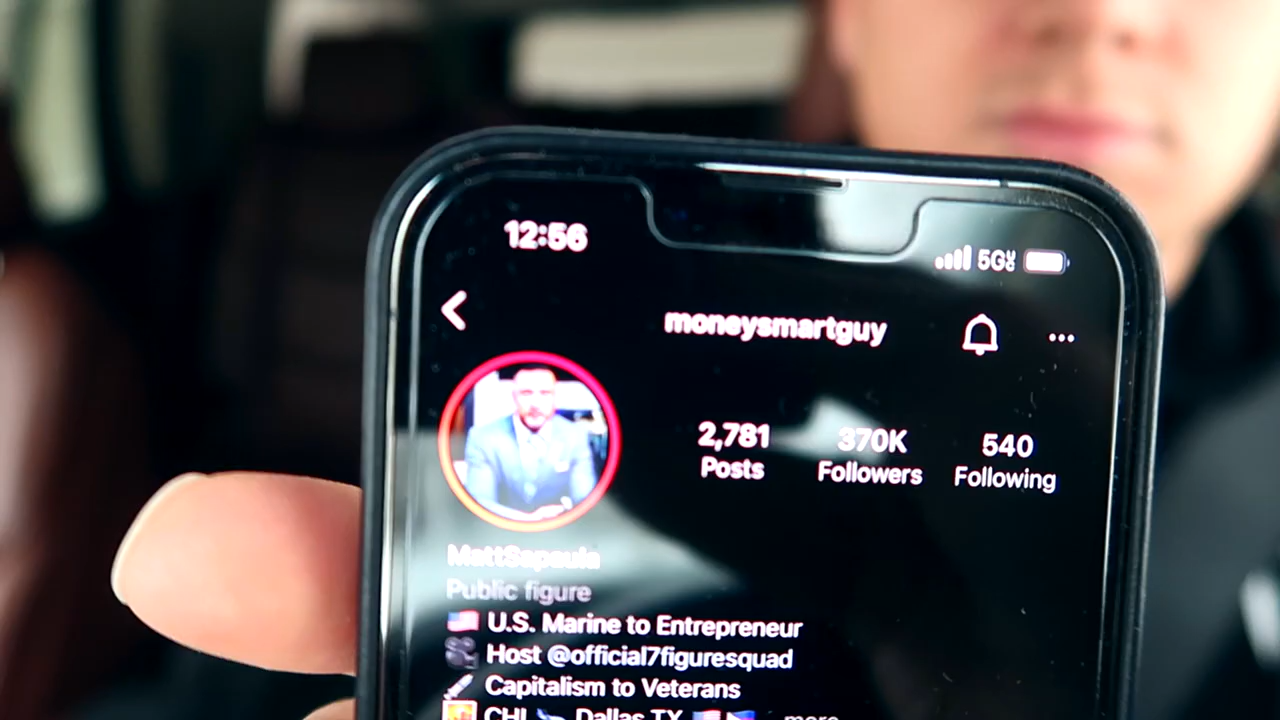 12:56
5G
moneysmartguy
2,781 370K 540
Posts Followers Following
MattSapaula
Public figure
🇺🇸 U.S. Marine to Entrepreneur
🎥 Host @official7figuresquad
Capitalism to Veterans
CHI Dallas TX ... more